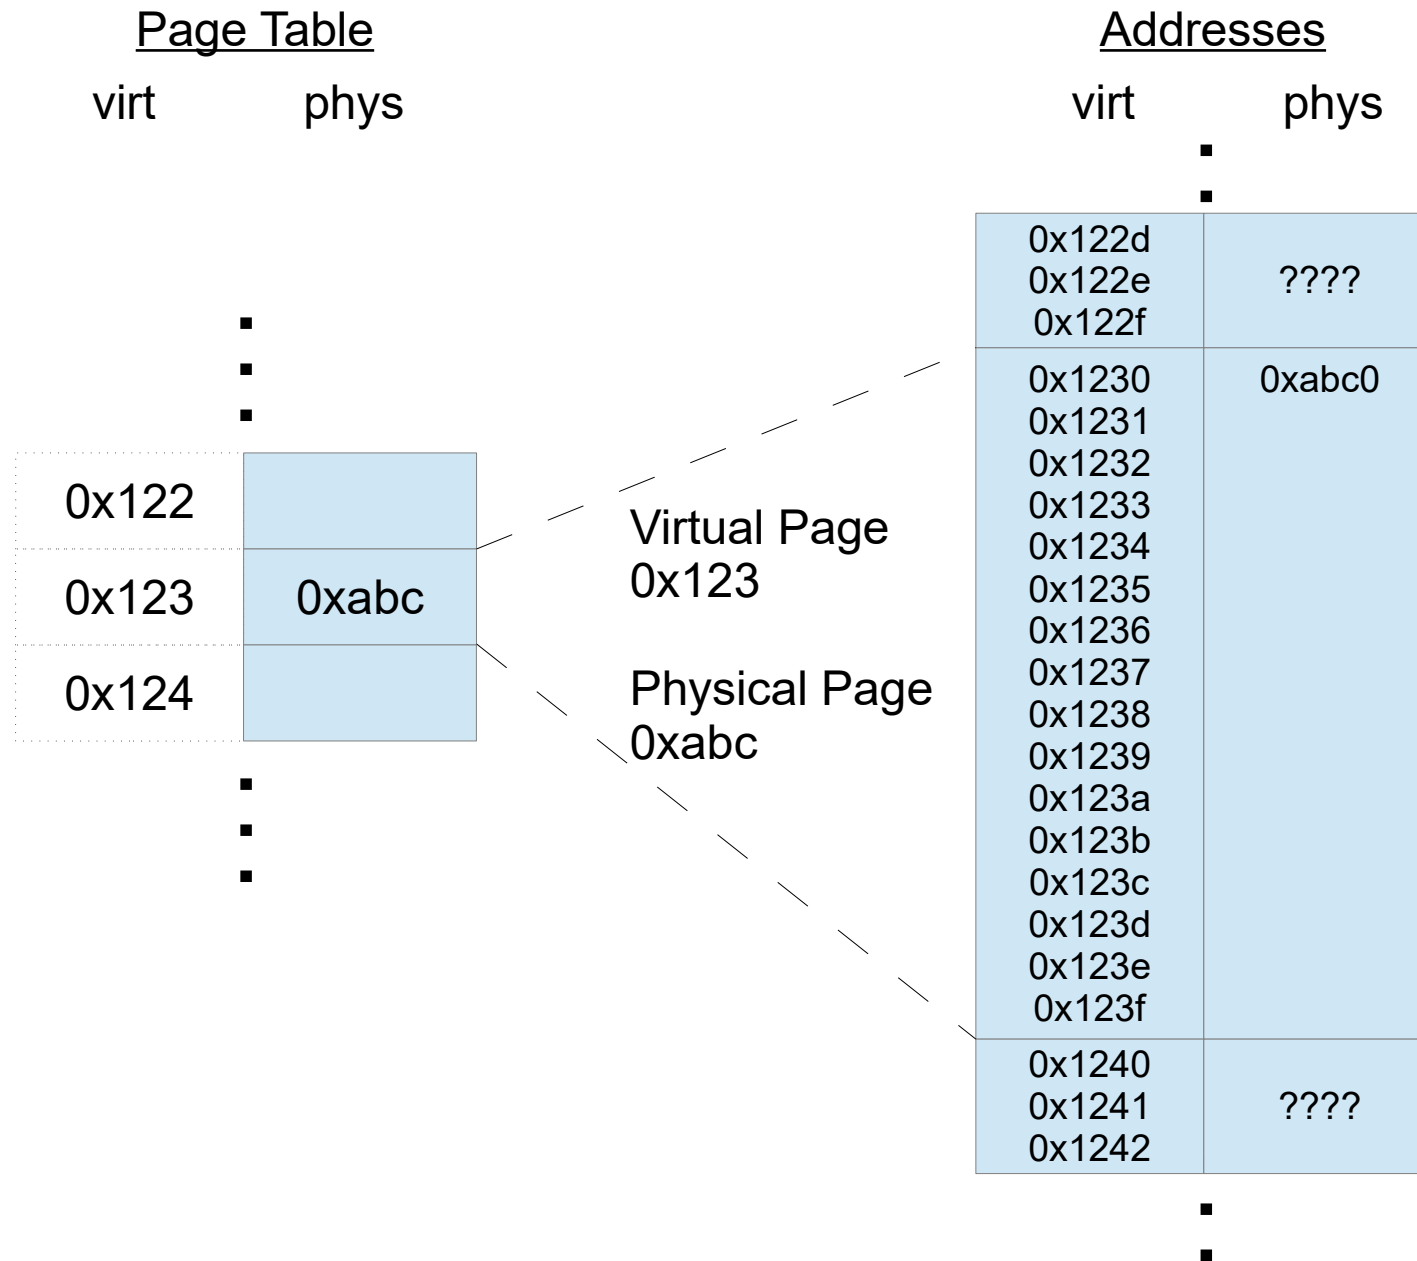 Page Table
virt phys
0x122
0x123 0xabc
0x124
Virtual Page
0x123
Physical Page
0xabc
Addresses
virt phys
0x122d
0x122e ????
0x122f
0x1230 0xabc0
0x1231
0x1232
0x1233
0x1234
0x1235
0x1236
0x1237
0x1238
0x1239
0x123a
0x123b
0x123c
0x123d
0x123e
0x123f
0x1240
0x1241 ????
0x1242